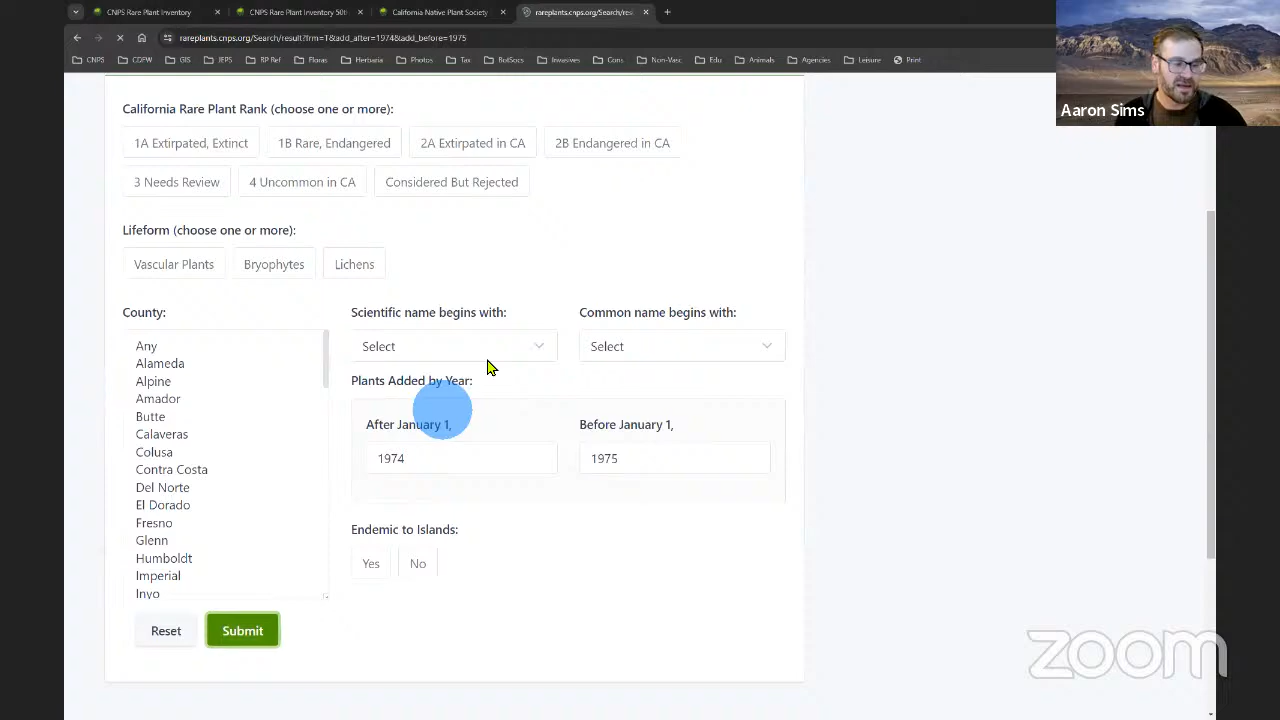 CNPS Rare Plant Inventory
CNPS Rare Plant Inventory 50th
California Native Plant Society
rareplants.cnps.org/Search/resu
rareplants.cnps.org/Search/result?frm=T&add_after=1974&add_before=1975
CNPS
CDFW
GIS
JEPS
RP Ref
Floras
Herbaria
Photos
Tax
BotSocs
Invasives
Cons
Non-Vasc
Edu
Animals
Agencies
Leisure
Print
Aaron Sims
California Rare Plant Rank (choose one or more):
1A Extirpated, Extinct
1B Rare, Endangered
2A Extirpated in CA
2B Endangered in CA
3 Needs Review
4 Uncommon in CA
Considered But Rejected
Lifeform (choose one or more):
Vascular Plants
Bryophytes
Lichens
County:
Any
Alameda
Alpine
Amador
Butte
Calaveras
Colusa
Contra Costa
Del Norte
El Dorado
Fresno
Glenn
Humboldt
Imperial
Inyo
Scientific name begins with:
Select
Common name begins with:
Select
Plants Added by Year:
After January 1,
1974
Before January 1,
1975
Endemic to Islands:
Yes
No
Reset
Submit
zoom